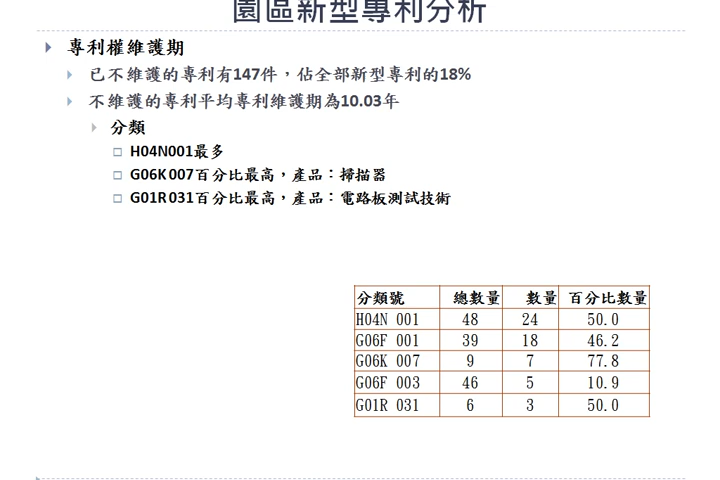 園區新型專利分析
專利權維護期
已不維護的專利有147件，佔全部新型專利的18%
不維護的專利平均專利維護期為10.03年
分類
H04N001最多
G06K007百分比最高，產品：掃描器
G01R031百分比最高，產品：電路板測試技術
分類號 總數量 數量 百分比數量
H04N 001 48 24 50.0
G06F 001 39 18 46.2
G06K 007 9 7 77.8
G06F 003 46 5 10.9
G01R 031 6 3 50.0